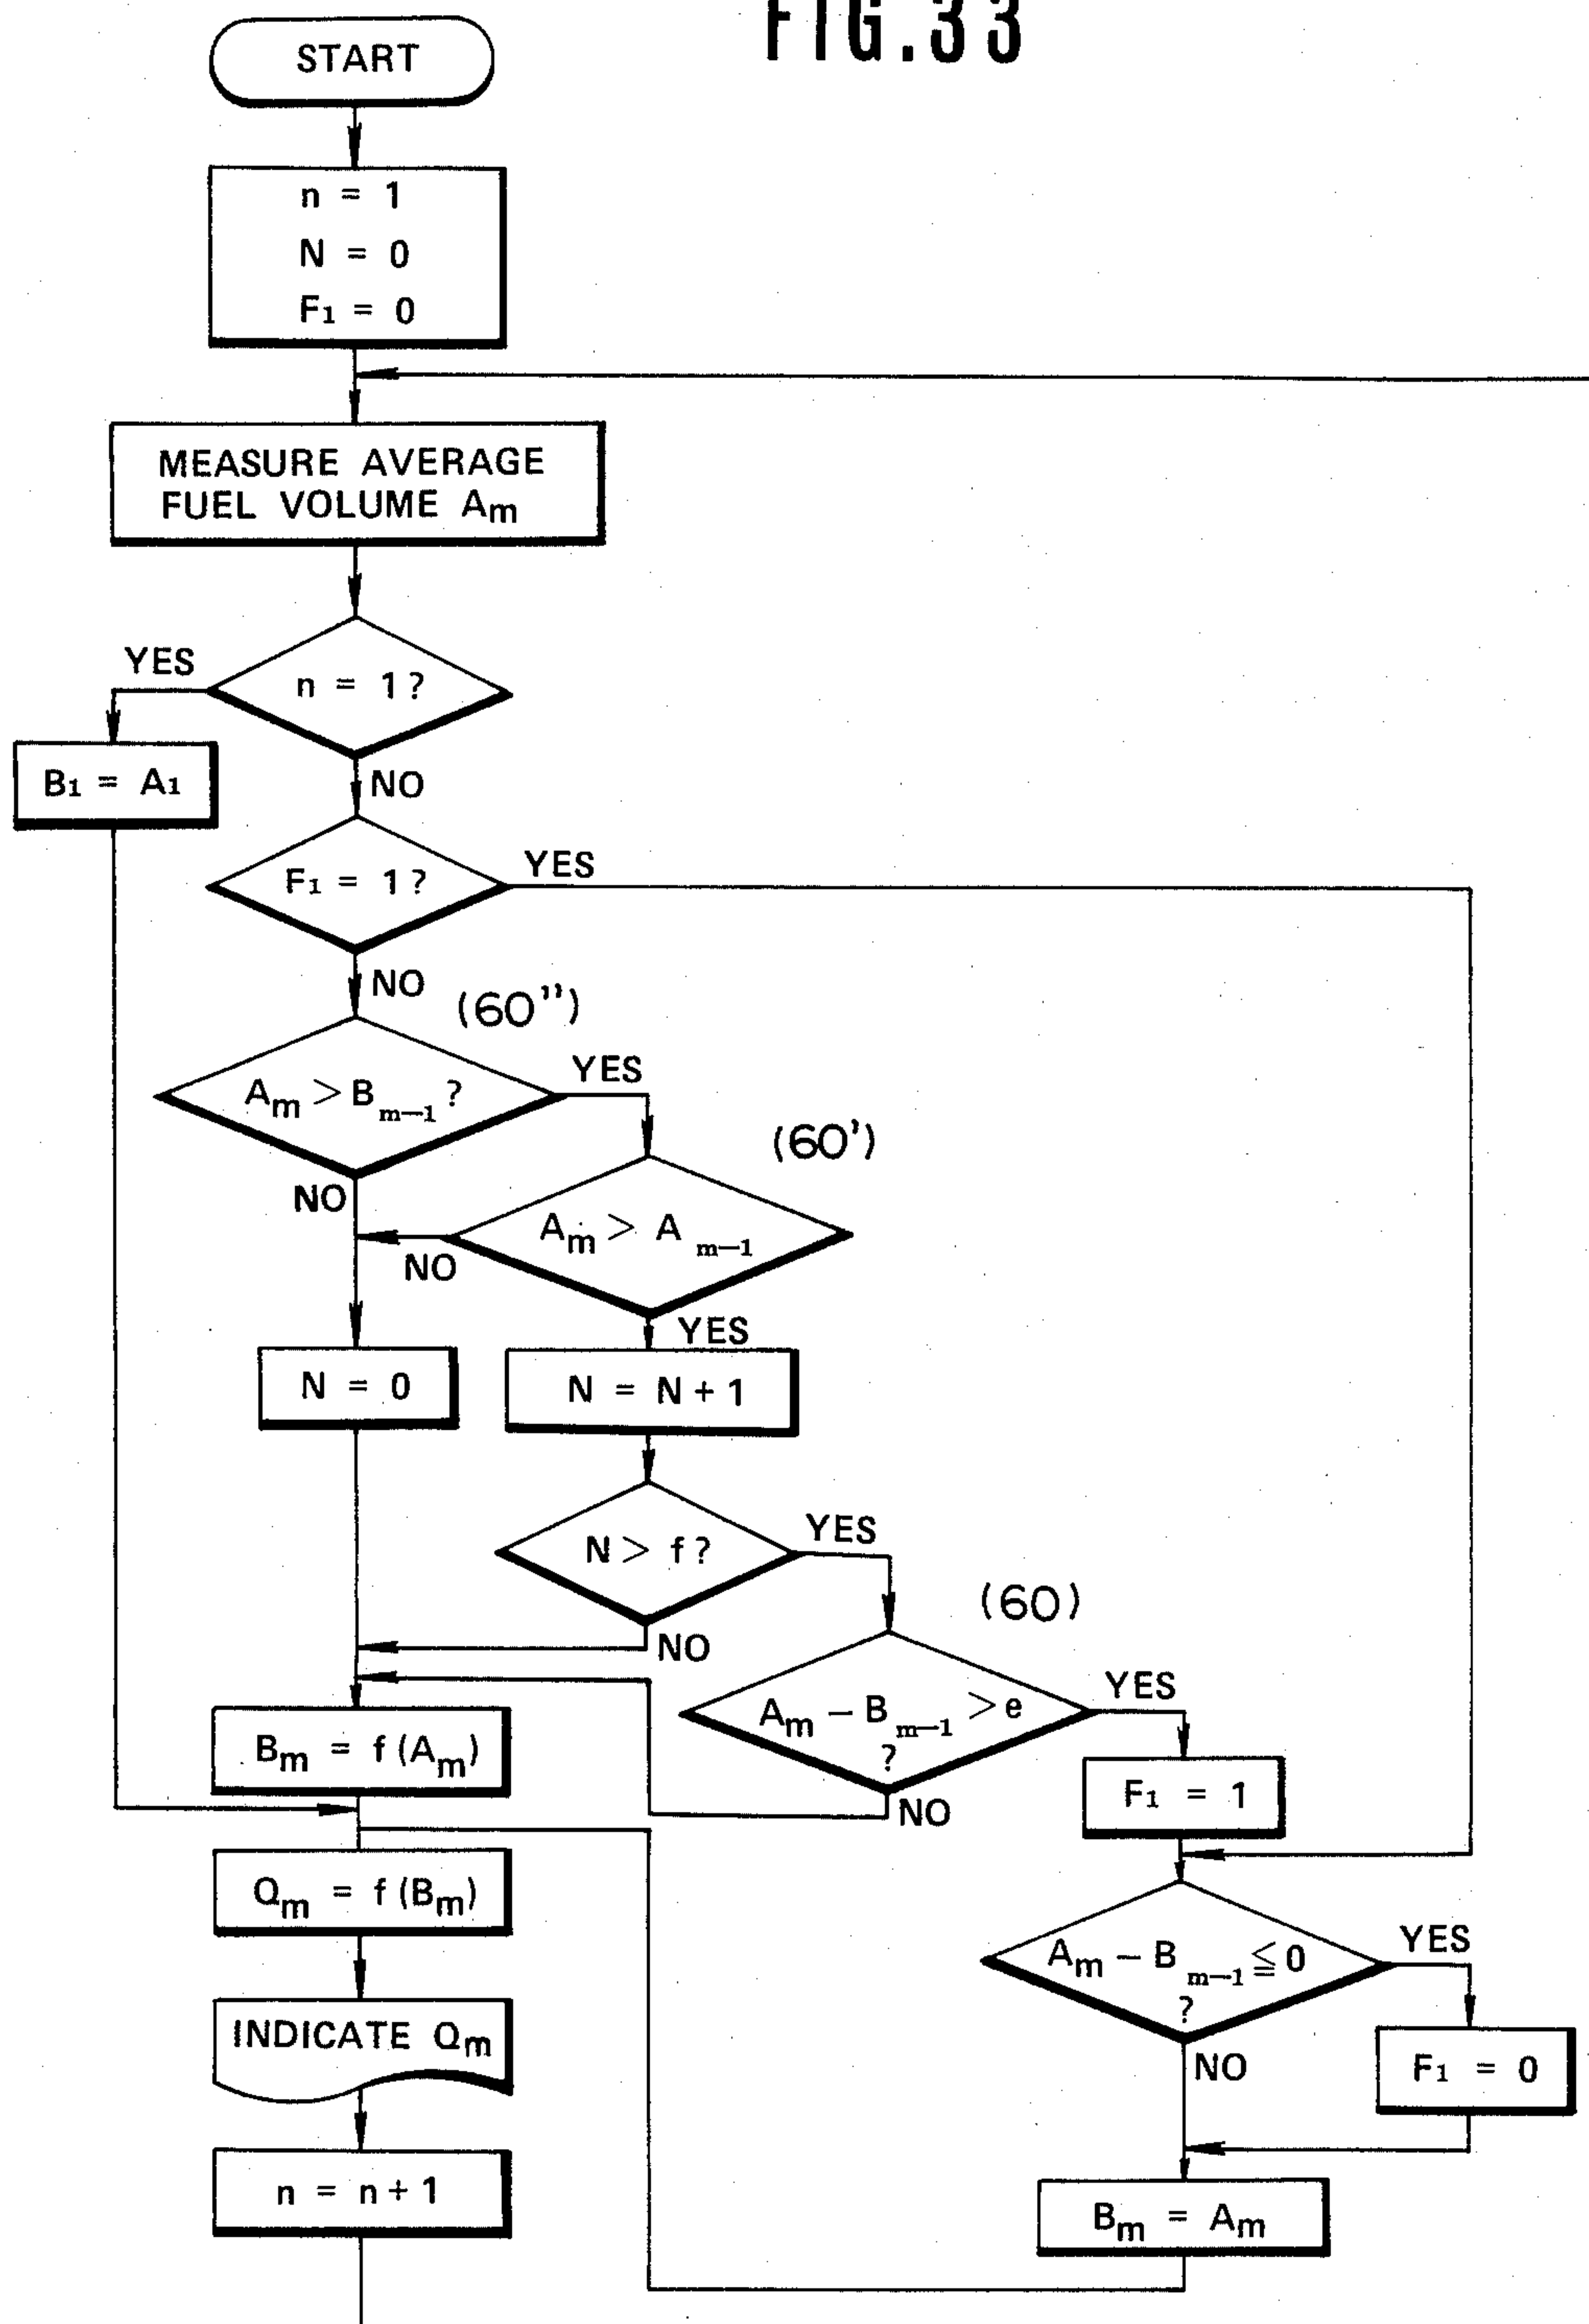 FIG.33
START
n = 1
N = 0
F₁ = 0
MEASURE AVERAGE
FUEL VOLUME Aₘ
YES
n = 1?
B₁ = A₁
NO
F₁ = 1?
YES
NO
(60")
Aₘ > Bₘ₋₁ ?
YES
(60')
NO
Aₘ > Aₘ₋₁
NO
YES
N = 0
N = N + 1
N > f?
YES
NO
(60)
Aₘ − Bₘ₋₁ > e
?
YES
NO
Bₘ = f (Aₘ)
F₁ = 1
Qₘ = f (Bₘ)
Aₘ − Bₘ₋₁ ≦ 0
?
YES
NO
INDICATE Qₘ
F₁ = 0
n = n + 1
Bₘ = Aₘ